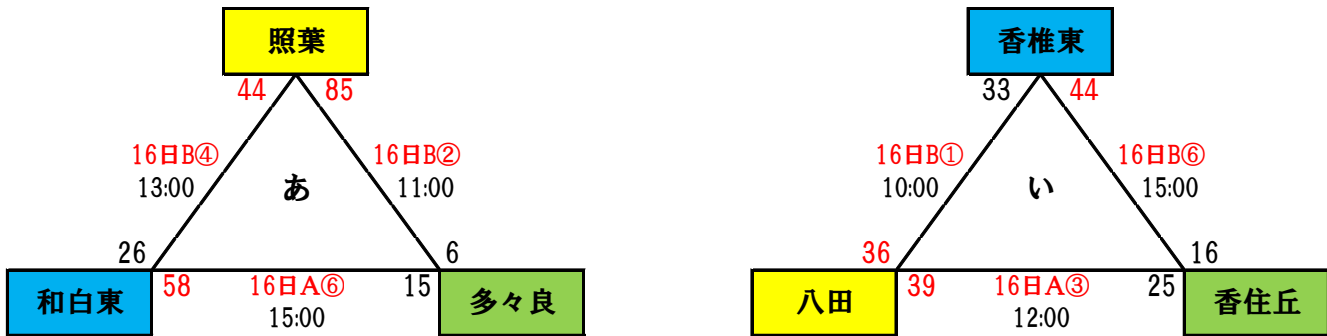 照葉
44 85
16日B④ 16日B②
13:00 あ 11:00
26 6
和白東 58 16日A⑥ 15 多々良
15:00
香椎東
33 44
16日B① 16日B⑥
10:00 い 15:00
36 16
八田 39 16日A③ 25 香住丘
12:00